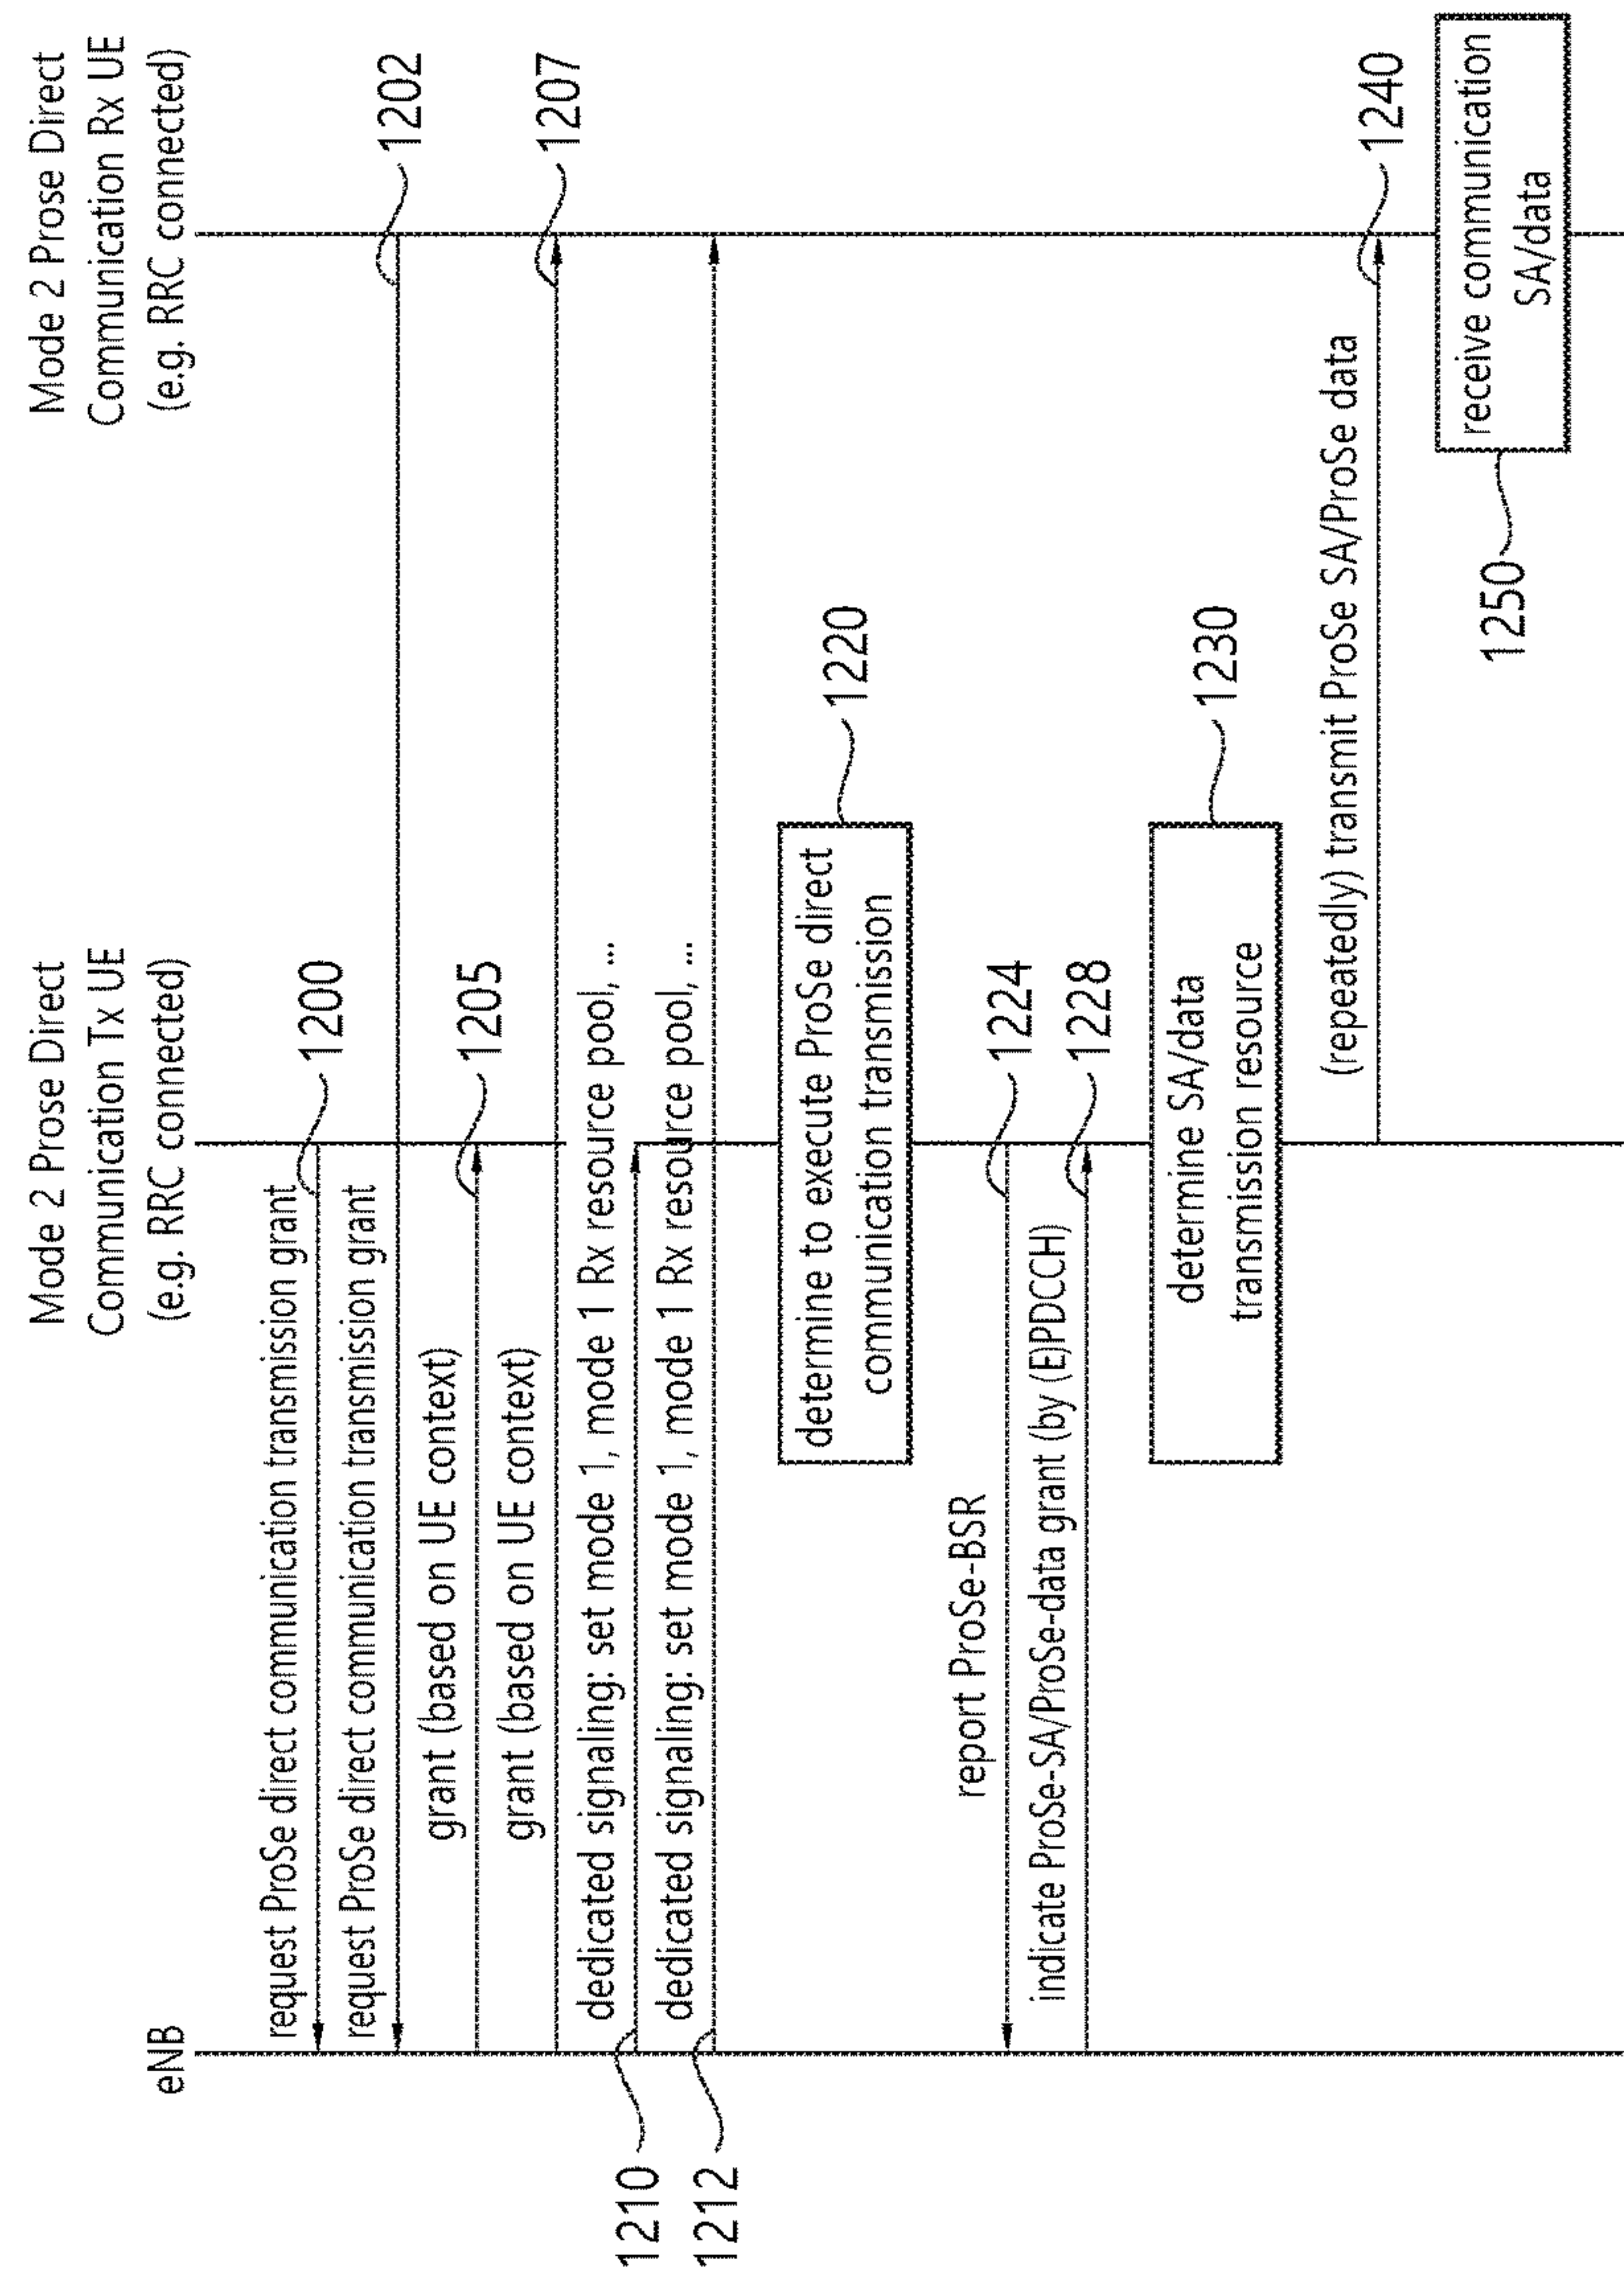 eNB
Mode 2 Prose Direct
Communication Tx UE
(e.g. RRC connected)
Mode 2 Prose Direct
Communication Rx UE
(e.g. RRC connected)
request ProSe direct communication transmission grant
1200
request ProSe direct communication transmission grant
1202
grant (based on UE context)
1205
grant (based on UE context)
1207
dedicated signaling: set mode 1, mode 1 Rx resource pool, ...
1210
dedicated signaling: set mode 1, mode 1 Rx resource pool, ...
1212
determine to execute ProSe direct
communication transmission
1220
report ProSe-BSR
1224
indicate ProSe-SA/ProSe-data grant (by (E)PDCCH)
1228
determine SA/data
transmission resource
1230
(repeatedly) transmit ProSe SA/ProSe data
1240
receive communication
SA/data
1250